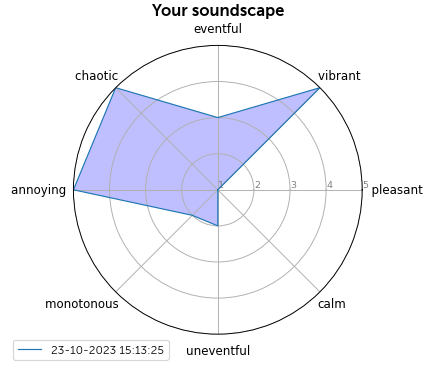 Your soundscape
eventful
chaotic
vibrant
annoying
1
2
3
4
5
pleasant
monotonous
calm
uneventful
23-10-2023 15:13:25